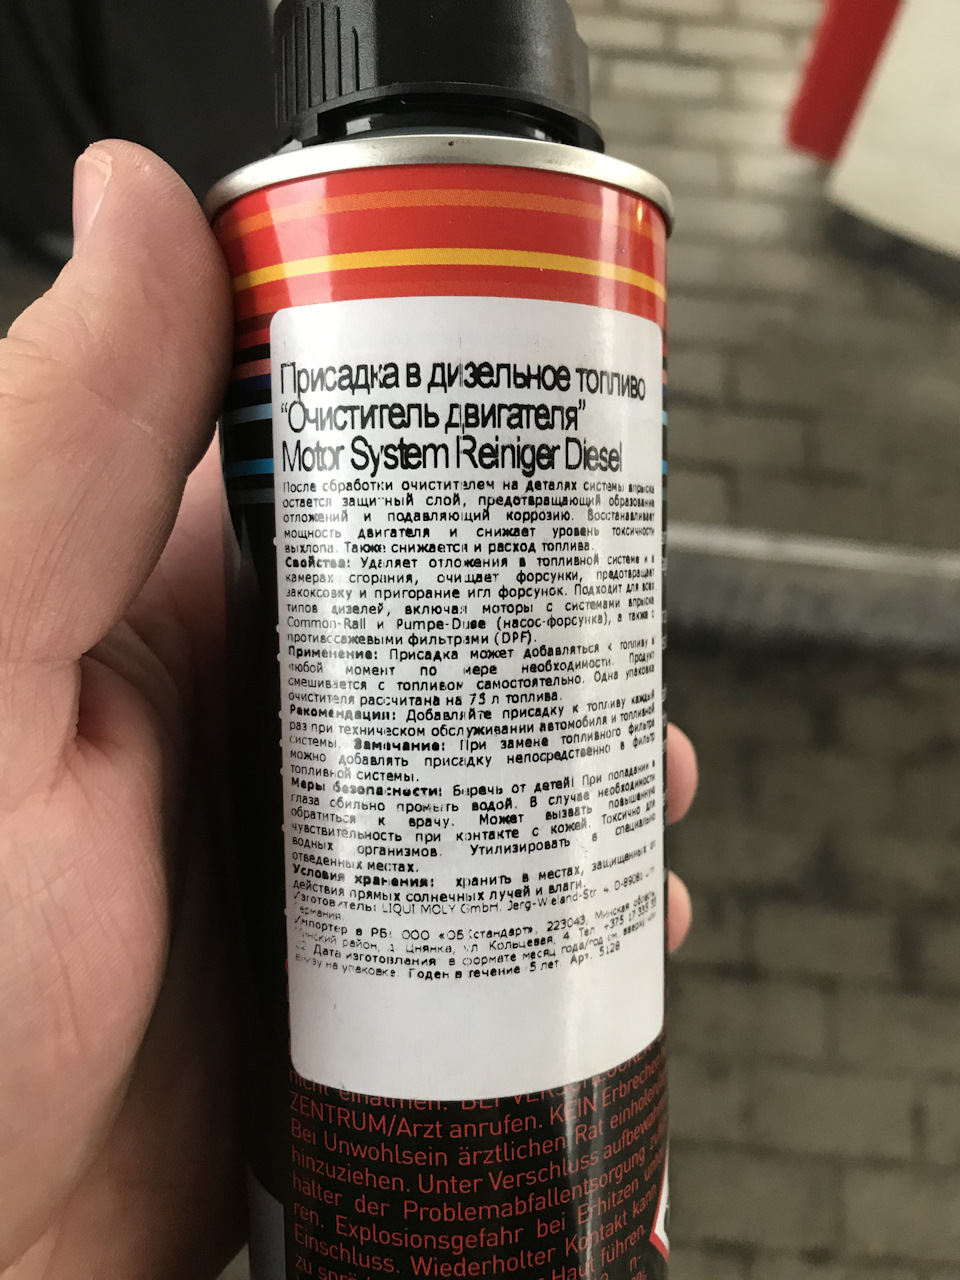 Присадка в дизельное топливо
“Очиститель двигателя”
Motor System Reiniger Diesel
После обработки очистителем на деталях системы впрыска
остается защитный слой, предотвращающий образование
отложений и подавляющий коррозию. Восстанавливает
мощность двигателя и снижает уровень токсичности
выхлопа. Также снижается и расход топлива.
Свойства: Удаляет отложения в топливной системе и в
камерах сгорания, очищает форсунки, предотвращает
закоксовку и пригорание игл форсунок. Подходит для всех
типов дизелей, включая моторы с системами впрыска
Common-Rail и Pumpe-Duse (насос-форсунка), а также с
противосажевыми фильтрами (DPF).
Применение: Присадка может добавляться к топливу в
любой момент по мере необходимости. Продукт
смешивается с топливом самостоятельно. Одна упаковка
очистителя рассчитана на 75 л топлива.
Рекомендация: Добавляйте присадку к топливу каждый
раз при техническом обслуживании автомобиля и топливной
системы. Замечание: При замене топливного фильтра
можно добавлять присадку непосредственно в фильтр
топливной системы.
Меры безопасности: Беречь от детей! При попадании в
глаза обильно промыть водой. В случае необходимости
обратиться к врачу. Может вызвать повышенную
чувствительность при контакте с кожей. Токсично для
водных организмов. Утилизировать в специально
отведенных местах.
Условия хранения: хранить в местах, защищенных от
действия прямых солнечных лучей и влаги.
Изготовитель: LIQUI MOLY GmbH, Jerg-Wieland-Str. 4, D-89081
Германия.
Импортер в РБ: ООО «ОБстандарт», 223043, Минская область,
Минский район, д. Цнянка, ул. Кольцевая, 4. Тел. +375 17 335
Дата изготовления в формате месяц года/год см. вверху или
внизу на упаковке. Годен в течение 5 лет. Арт. 5128
nicht einatmen. BEI
ZENTRUM/Arzt anrufen. KEIN Erbrechen
Bei Unwohlsein ärztlichen Rat einholen
hinzuziehen. Unter Verschluss aufbewahren
hälter der Problemabfallentsorgung
ren. Explosionsgefahr bei Erhitzen unter
Einschluss. Wiederholter Kontakt kann
zu Haut führen.